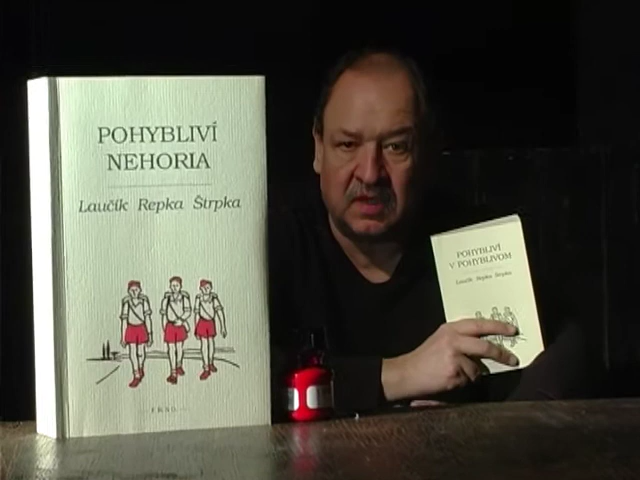 POHYBLIVÍ
NEHORIA
Laučík Repka Štrpka
F. R. & G.
POHYBLIVÍ
V POHYBLIVOM
Laučík Repka Štrpka